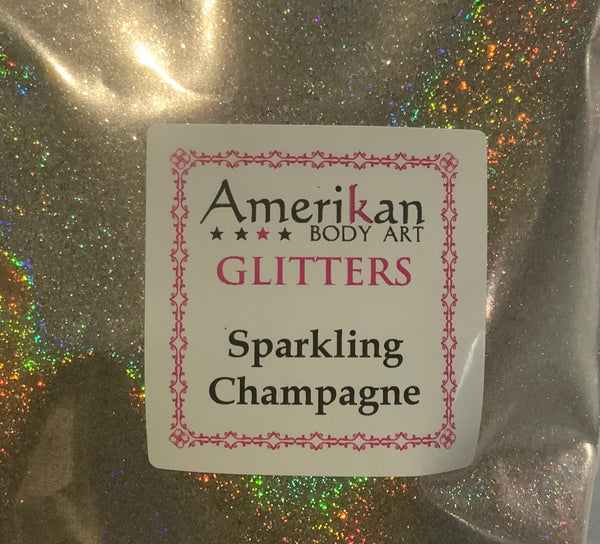 Amerikan
★★★★ BODY ART
GLITTERS
Sparkling
Champagne